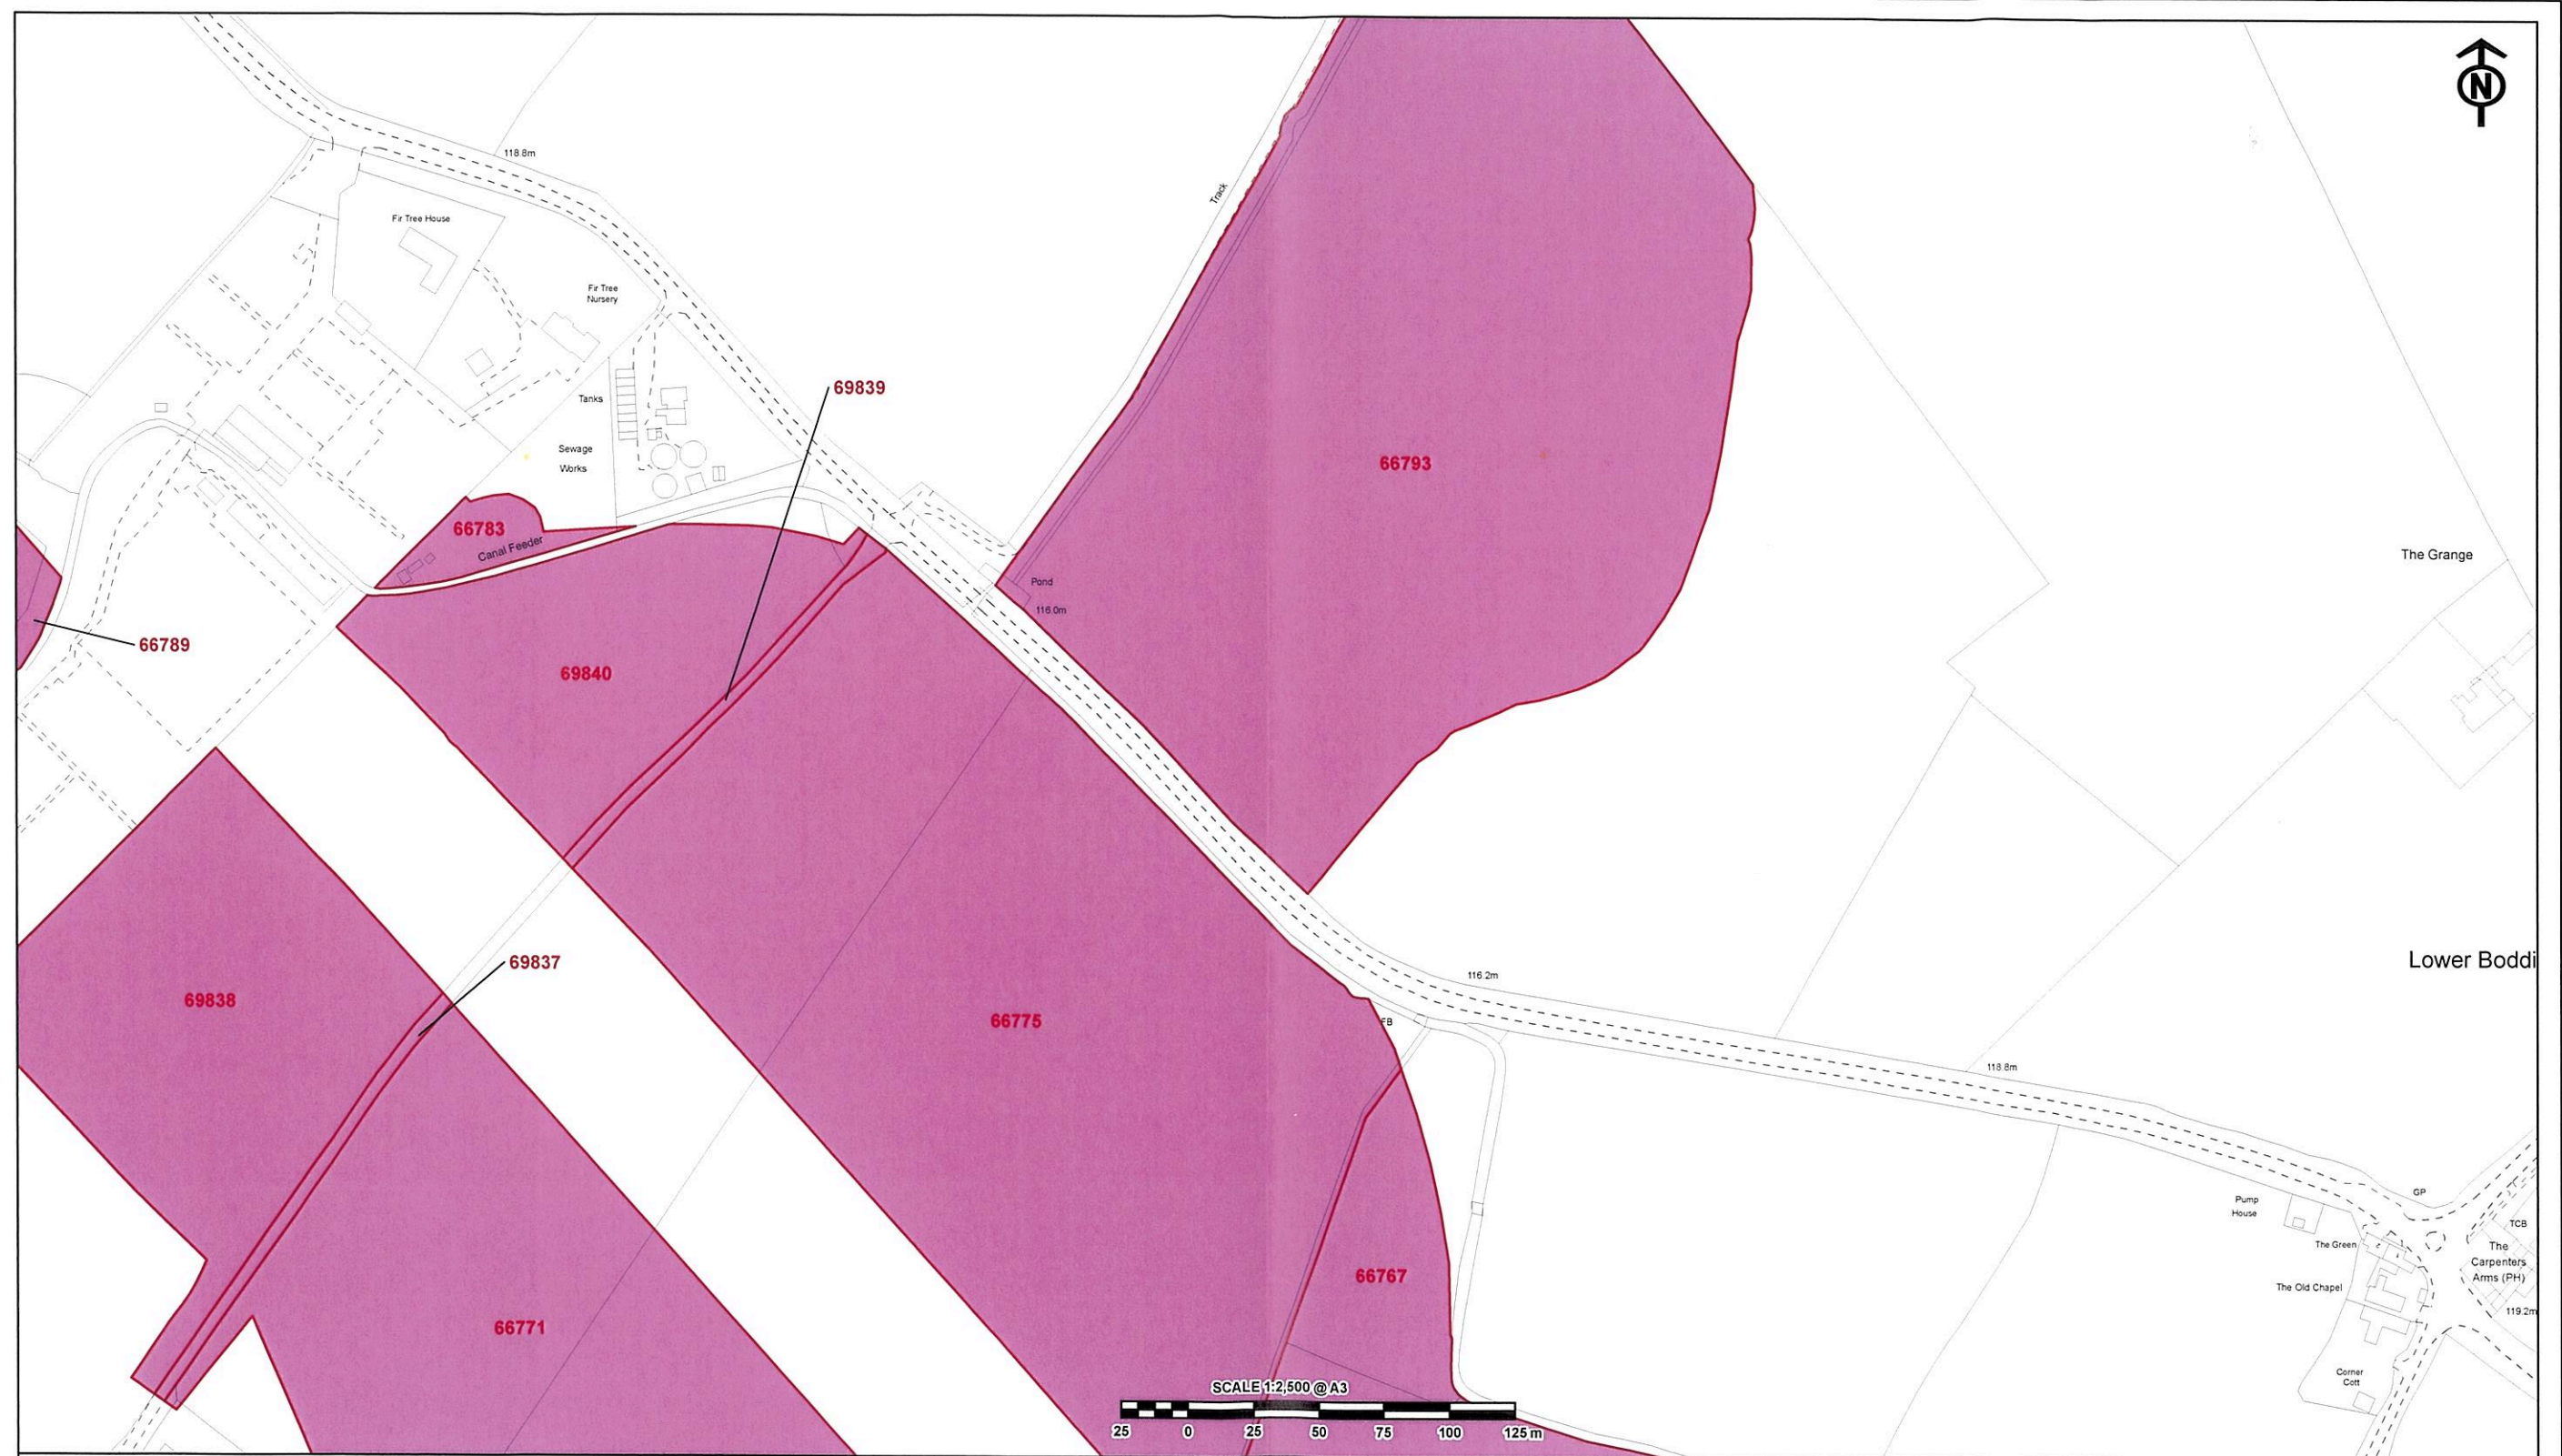 N
118.8m
Track
Fir Tree House
Fir Tree
Nursery
69839
Tanks
Sewage
Works
66793
66783
Canal Feeder
The Grange
Pond
116.0m
66789
69840
Lower Boddi
69837
116.2m
69838
66775
FB
118.8m
GP
Pump
House
TCB
The Green
The
Carpenters
Arms (PH)
66767
The Old Chapel
119.2m
66771
Corner
Cott
SCALE 1:2,500 @ A3
25 0 25 50 75 100 125 m